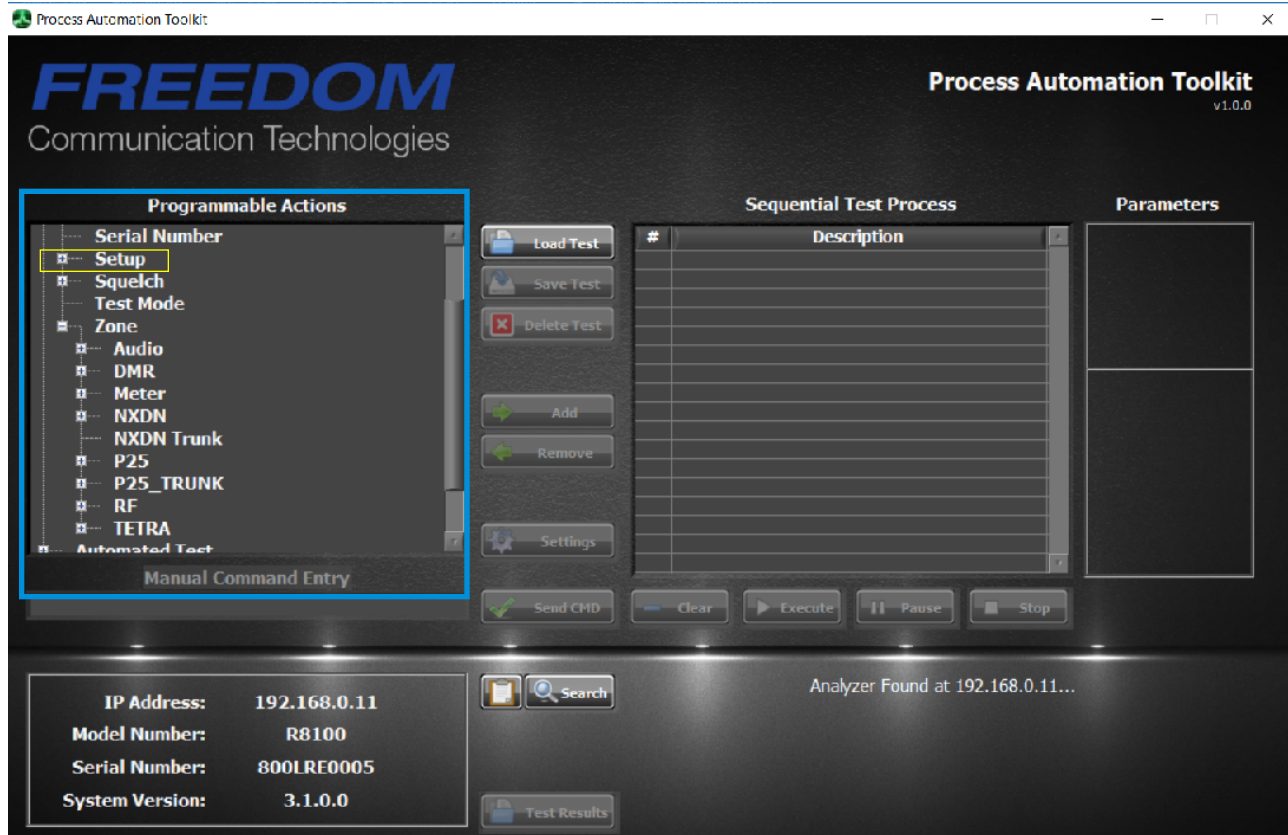 Process Automation Toolkit
FREEDOM
Communication Technologies
Process Automation Toolkit
v1.0.0
Programmable Actions
Serial Number
Setup
Squelch
Test Mode
Zone
Audio
DMR
Meter
NXDN
NXDN Trunk
P25
P25_TRUNK
RF
TETRA
Automated Test
Manual Command Entry
Load Test
Save Test
Delete Test
Add
Remove
Settings
Send CMD
Sequential Test Process
# Description
Clear
Execute
Pause
Stop
Parameters
IP Address: 192.168.0.11
Model Number: R8100
Serial Number: 800LRE0005
System Version: 3.1.0.0
Search
Test Results
Analyzer Found at 192.168.0.11...